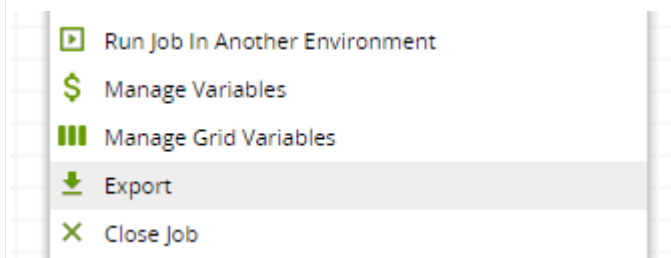 Run Job In Another Environment
$ Manage Variables
Manage Grid Variables
Export
Close Job